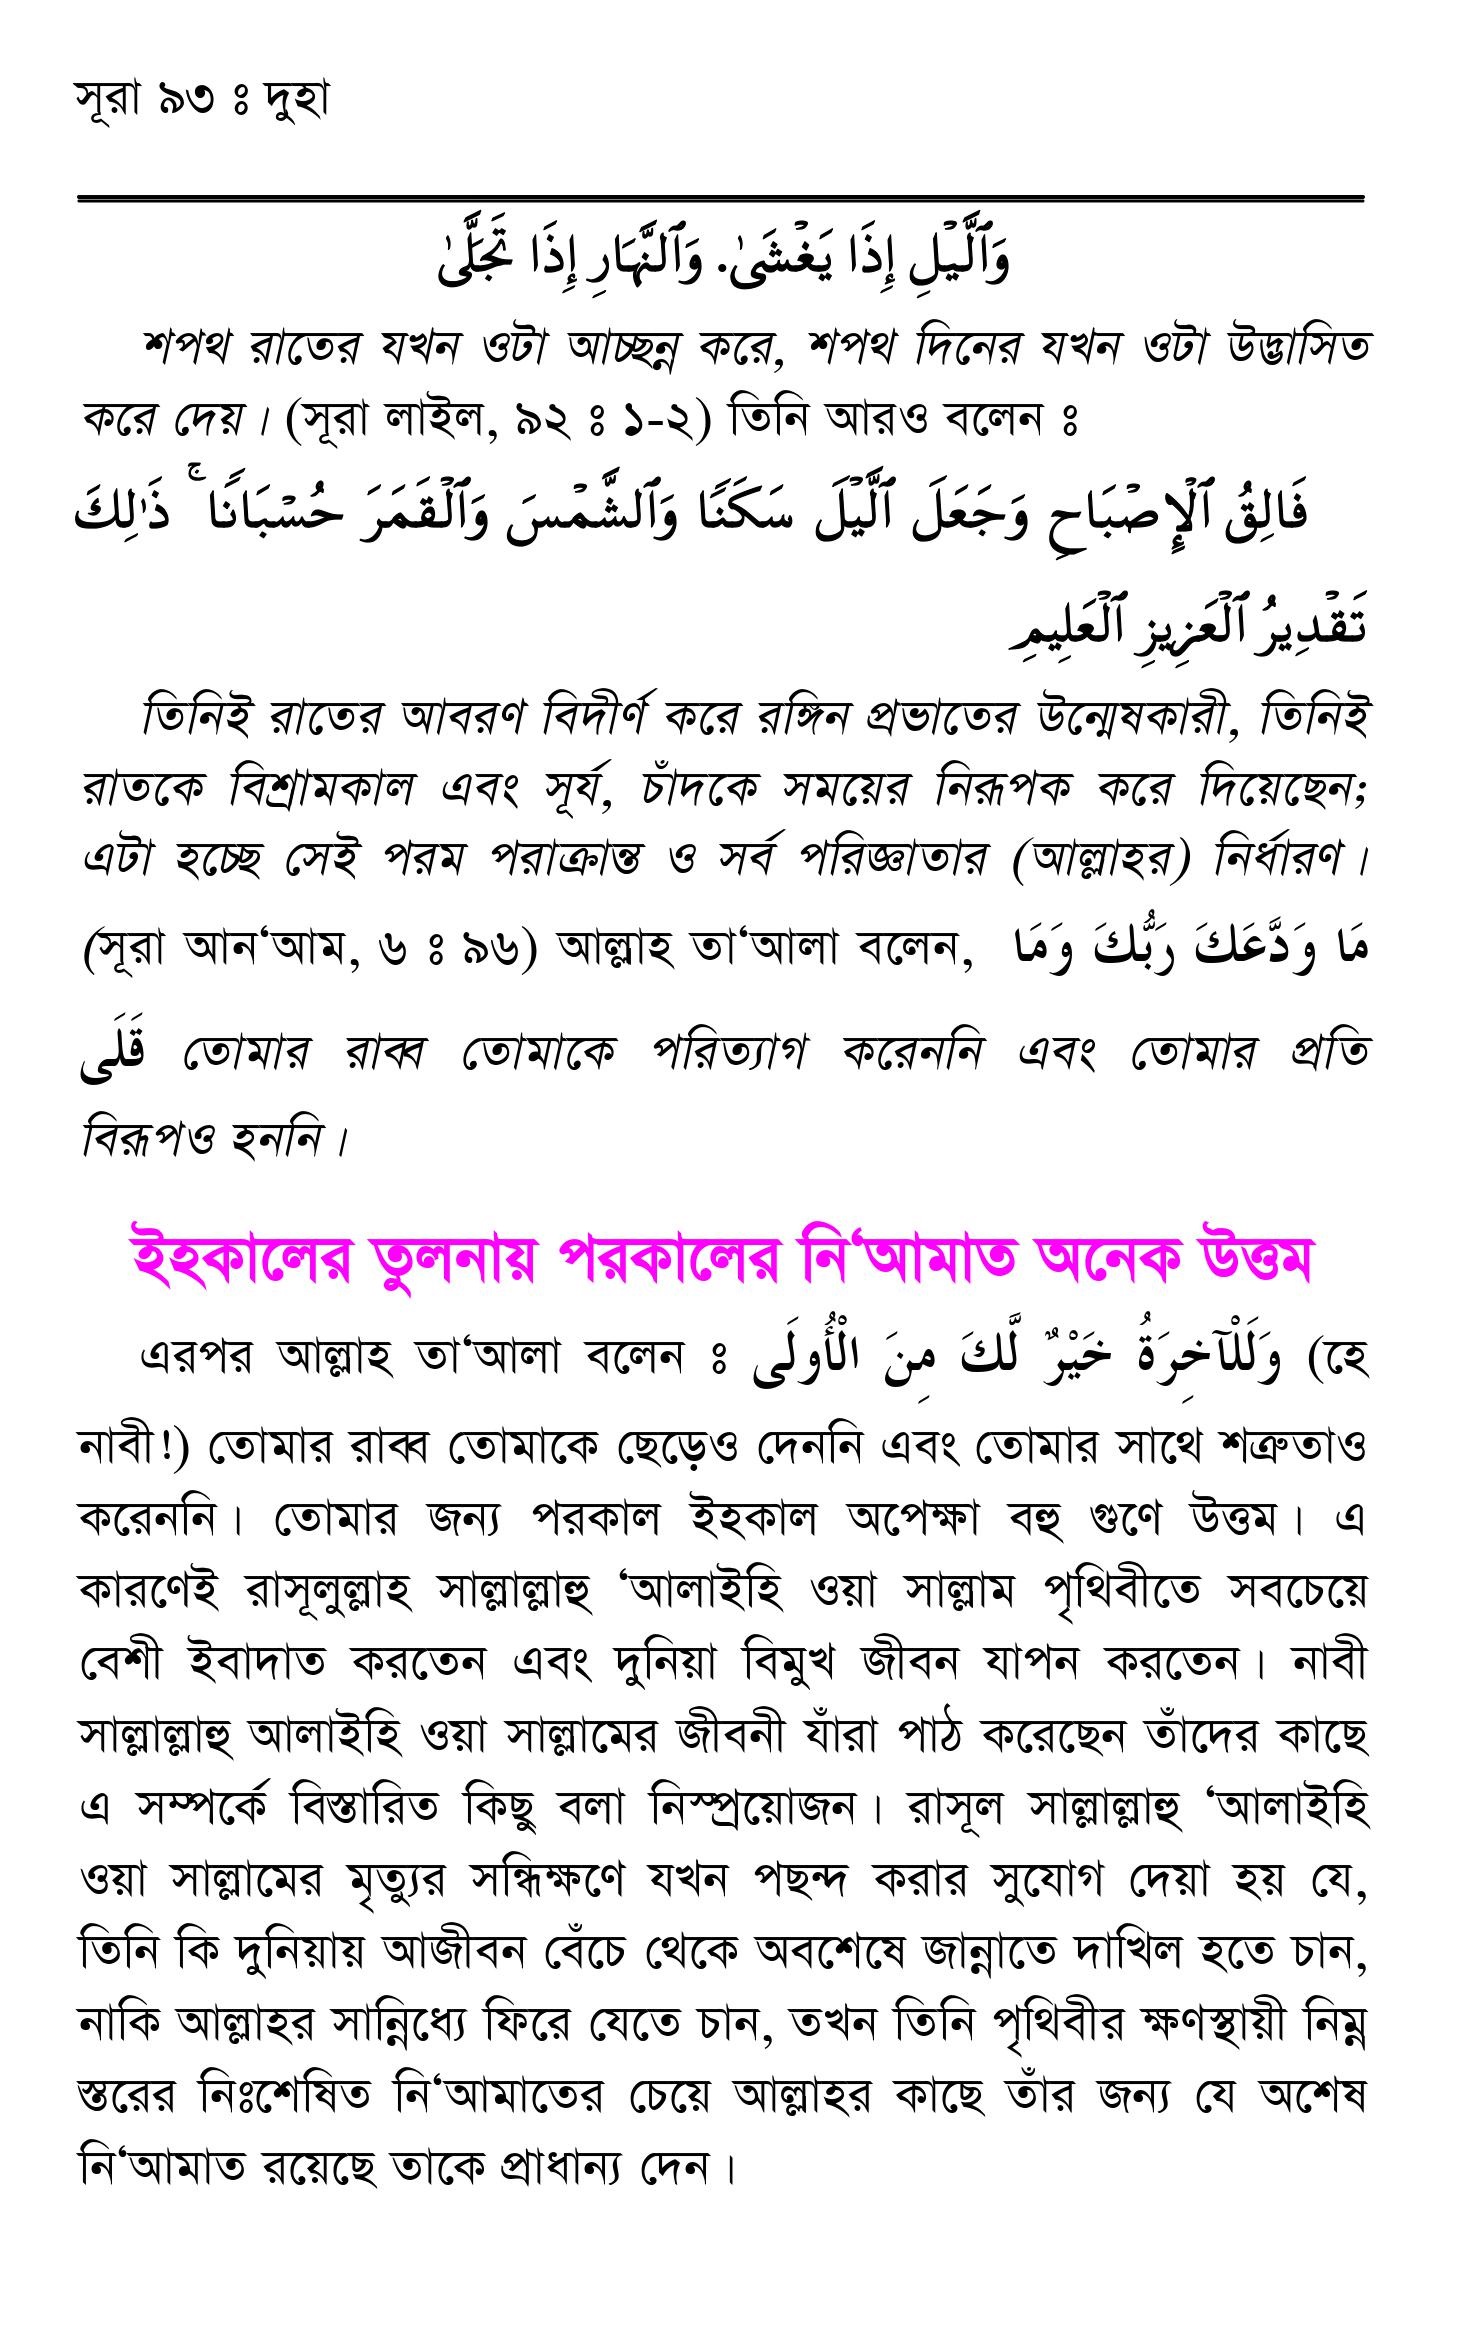 সূরা ৯৩ ঃ দুহা
وَٱلَّيۡلِ إِذَا يَغۡشَىٰ. وَٱلنَّهَارِ إِذَا تَجَلَّىٰ
শপথ রাতের যখন ওটা আচ্ছন্ন করে, শপথ দিনের যখন ওটা উদ্ভাসিত
করে দেয়। (সূরা লাইল, ৯২ ঃ ১-২) তিনি আরও বলেন ঃ
فَالِقُ ٱلۡإِصۡبَاحِ وَجَعَلَ ٱلَّيۡلَ سَكَنًا وَٱلشَّمۡسَ وَٱلۡقَمَرَ حُسۡبَانًا ۚ ذَٰلِكَ
تَقۡدِيرُ ٱلۡعَزِيزِ ٱلۡعَلِيمِ
তিনিই রাতের আবরণ বিদীর্ণ করে রঙ্গিন প্রভাতের উন্মেষকারী, তিনিই
রাতকে বিশ্রামকাল এবং সূর্য, চাঁদকে সময়ের নিরূপক করে দিয়েছেন;
এটা হচ্ছে সেই পরম পরাক্রান্ত ও সর্ব পরিজ্ঞাতার (আল্লাহর) নির্ধারণ।
(সূরা আন‘আম, ৬ ঃ ৯৬) আল্লাহ তা‘আলা বলেন, مَا وَدَّعَكَ رَبُّكَ وَمَا
قَلَى তোমার রাব্ব তোমাকে পরিত্যাগ করেননি এবং তোমার প্রতি
বিরূপও হননি।
ইহকালের তুলনায় পরকালের নি‘আমাত অনেক উত্তম
এরপর আল্লাহ তা‘আলা বলেন ঃ وَلَلْآخِرَةُ خَيْرٌ لَّكَ مِنَ الْأُولَى (হে
নাবী!) তোমার রাব্ব তোমাকে ছেড়েও দেননি এবং তোমার সাথে শত্রুতাও
করেননি। তোমার জন্য পরকাল ইহকাল অপেক্ষা বহু গুণে উত্তম। এ
কারণেই রাসূলুল্লাহ সাল্লাল্লাহু ‘আলাইহি ওয়া সাল্লাম পৃথিবীতে সবচেয়ে
বেশী ইবাদাত করতেন এবং দুনিয়া বিমুখ জীবন যাপন করতেন। নাবী
সাল্লাল্লাহু আলাইহি ওয়া সাল্লামের জীবনী যাঁরা পাঠ করেছেন তাঁদের কাছে
এ সম্পর্কে বিস্তারিত কিছু বলা নিস্প্রয়োজন। রাসূল সাল্লাল্লাহু ‘আলাইহি
ওয়া সাল্লামের মৃত্যুর সন্ধিক্ষণে যখন পছন্দ করার সুযোগ দেয়া হয় যে,
তিনি কি দুনিয়ায় আজীবন বেঁচে থেকে অবশেষে জান্নাতে দাখিল হতে চান,
নাকি আল্লাহর সান্নিধ্যে ফিরে যেতে চান, তখন তিনি পৃথিবীর ক্ষণস্থায়ী নিম্ন
স্তরের নিঃশেষিত নি‘আমাতের চেয়ে আল্লাহর কাছে তাঁর জন্য যে অশেষ
নি‘আমাত রয়েছে তাকে প্রাধান্য দেন।